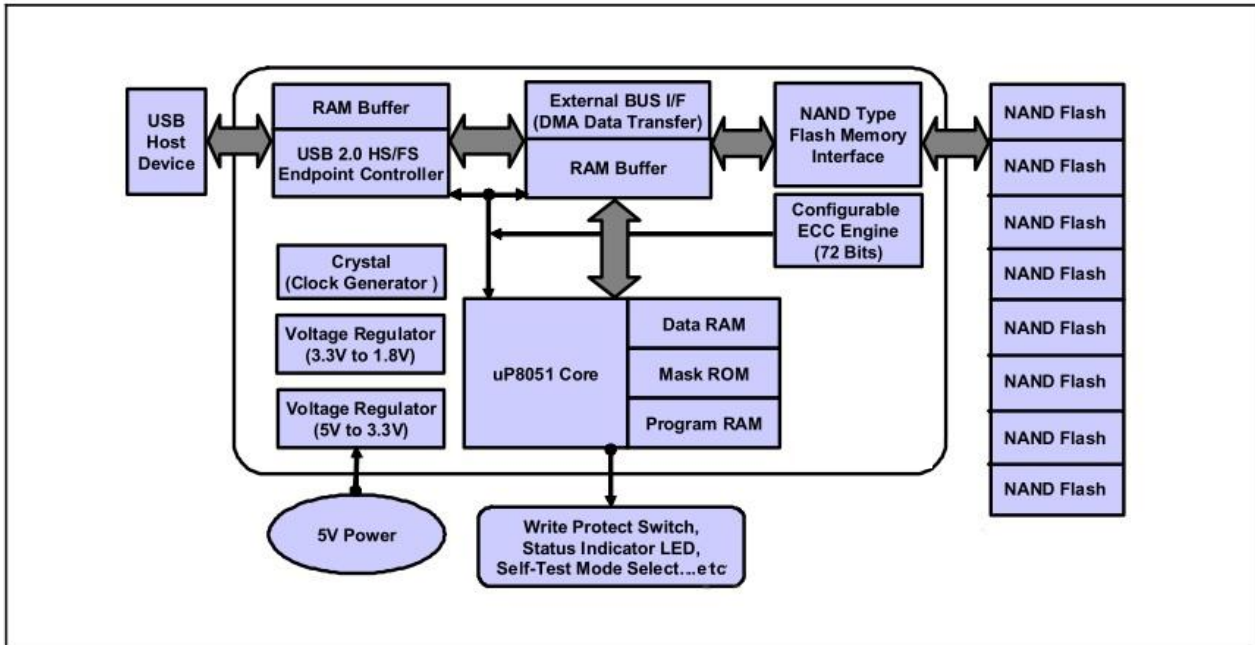 USB
Host
Device
RAM Buffer
USB 2.0 HS/FS
Endpoint Controller
External BUS I/F
(DMA Data Transfer)
RAM Buffer
NAND Type
Flash Memory
Interface
Configurable
ECC Engine
(72 Bits)
Crystal
(Clock Generator )
Voltage Regulator
(3.3V to 1.8V)
Voltage Regulator
(5V to 3.3V)
5V Power
uP8051 Core
Data RAM
Mask ROM
Program RAM
Write Protect Switch,
Status Indicator LED,
Self-Test Mode Select...etc
NAND Flash
NAND Flash
NAND Flash
NAND Flash
NAND Flash
NAND Flash
NAND Flash
NAND Flash